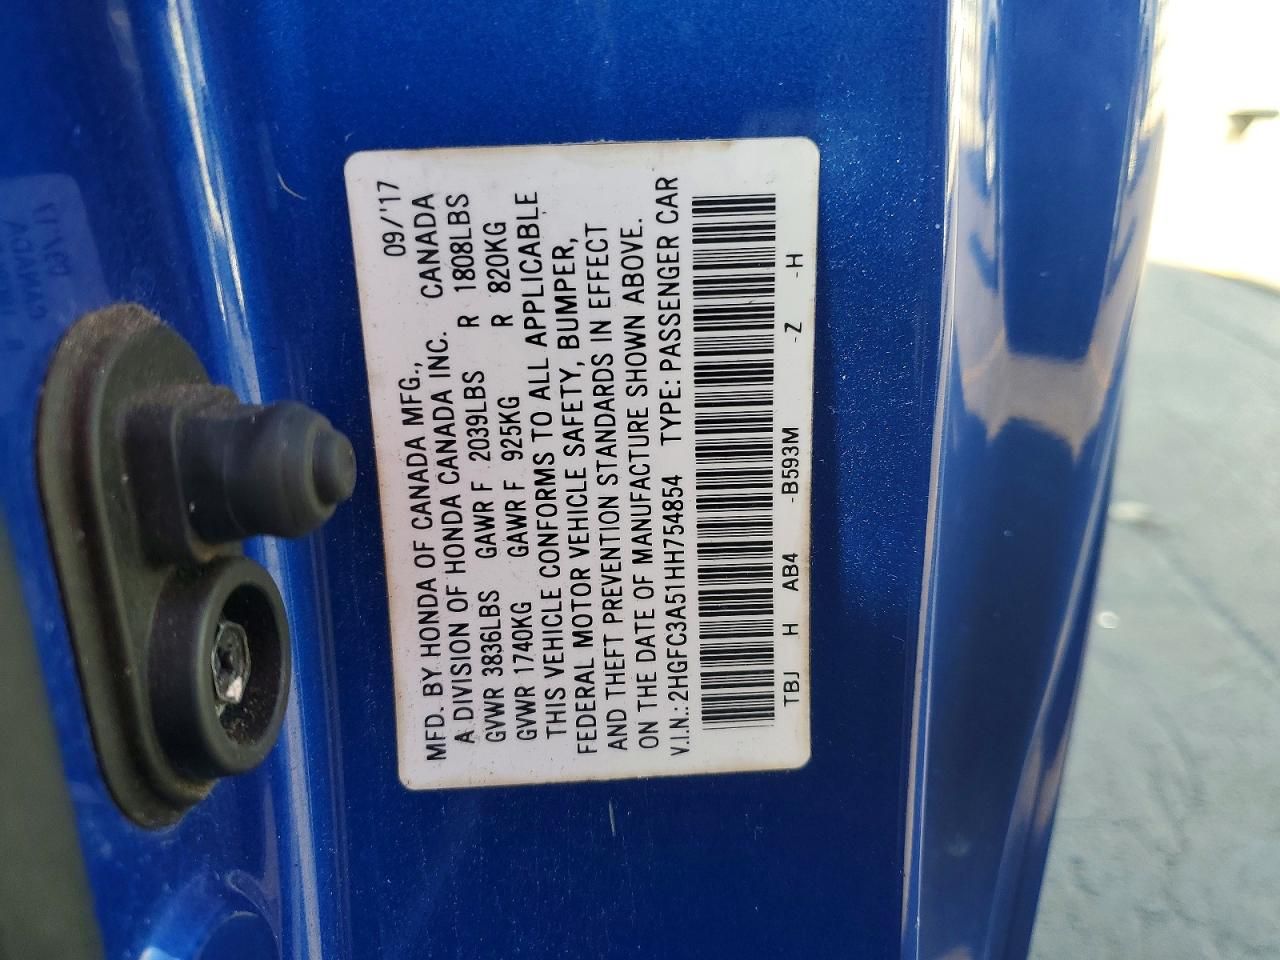 09/'17
MFD. BY HONDA OF CANADA MFG.,
A DIVISION OF HONDA CANADA INC. CANADA
GVWR 3836LBS GAWR F 2039LBS R 1808LBS
GVWR 1740KG GAWR F 925KG R 820KG
THIS VEHICLE CONFORMS TO ALL APPLICABLE
FEDERAL MOTOR VEHICLE SAFETY, BUMPER,
AND THEFT PREVENTION STANDARDS IN EFFECT
ON THE DATE OF MANUFACTURE SHOWN ABOVE.
V.I.N.: 2HGFC3A51HH754854 TYPE: PASSENGER CAR
TBJ H AB4 -B593M -Z -H